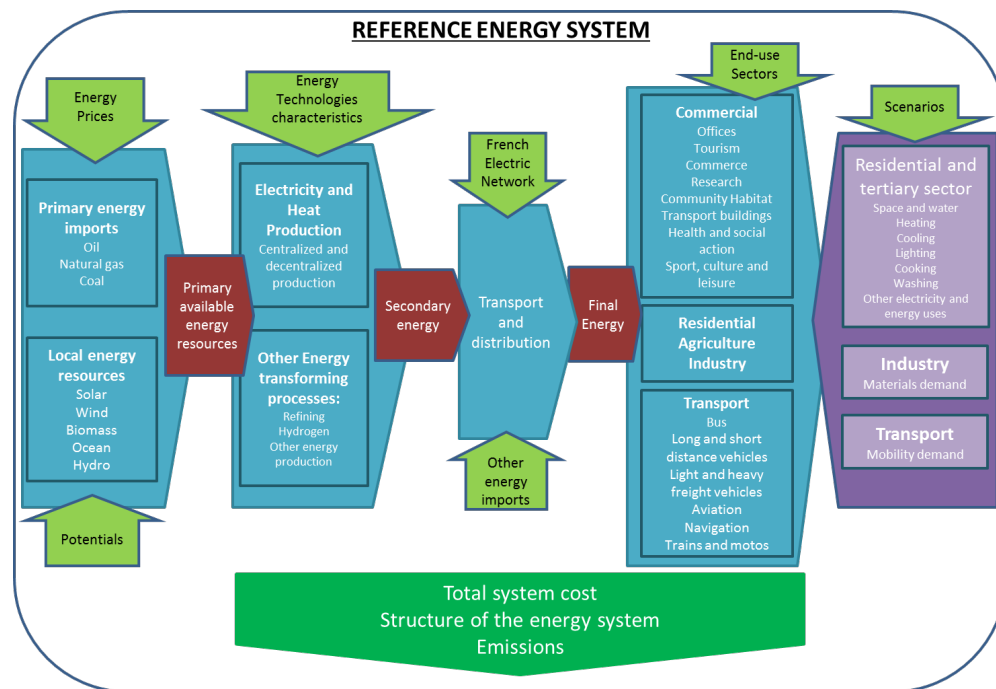 REFERENCE ENERGY SYSTEM
Energy
Prices
Primary energy
imports
Oil
Natural gas
Coal
Local energy
resources
Solar
Wind
Biomass
Ocean
Hydro
Potentials
Primary
available
energy
resources
Energy
Technologies
characteristics
Electricity and
Heat
Production
Centralized and
decentralized
production
Other Energy
transforming
processes:
Refining
Hydrogen
Other energy
production
Secondary
energy
French
Electric
Network
Transport
and
distribution
Other
energy
imports
Final
Energy
End-use
Sectors
Commercial
Offices
Tourism
Commerce
Research
Community Habitat
Transport buildings
Health and social
action
Sport, culture and
leisure
Residential
Agriculture
Industry
Transport
Bus
Long and short
distance vehicles
Light and heavy
freight vehicles
Aviation
Navigation
Trains and motos
Scenarios
Residential and
tertiary sector
Space and water
Heating
Cooling
Lighting
Cooking
Washing
Other electricity and
energy uses
Industry
Materials demand
Transport
Mobility demand
Total system cost
Structure of the energy system
Emissions